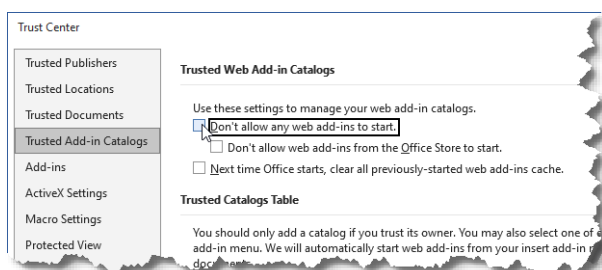 Trust Center
Trusted Publishers
Trusted Locations
Trusted Documents
Trusted Add-in Catalogs
Add-ins
ActiveX Settings
Macro Settings
Protected View
Trusted Web Add-in Catalogs
Use these settings to manage your web add-in catalogs.
Don't allow any web add-ins to start.
Don't allow web add-ins from the Office Store to start.
Next time Office starts, clear all previously-started web add-ins cache.
Trusted Catalogs Table
You should only add a catalog if you trust its owner. You may also select one of
add-in menu. We will automatically start web add-ins from your insert add-in